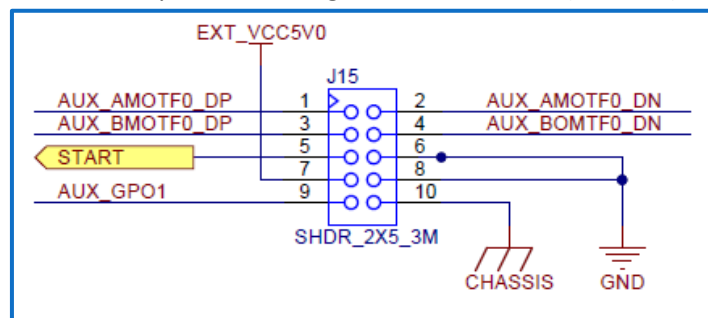 EXT_VCC5V0
J15
AUX_AMOTF0_DP 1 2 AUX_AMOTF0_DN
AUX_BMOTF0_DP 3 4 AUX_BOMTF0_DN
START 5 6
7 8
AUX_GPO1 9 10
SHDR_2X5_3M
CHASSIS GND